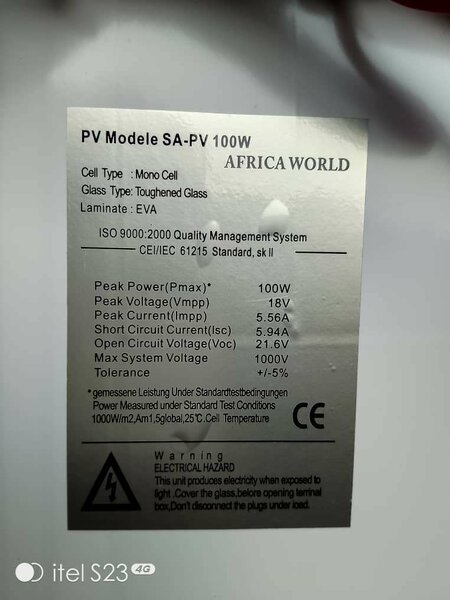 PV Modele SA-PV 100W
AFRICA WORLD
Cell Type : Mono Cell
Glass Type: Toughened Glass
Laminate : EVA
ISO 9000:2000 Quality Management System
CEI/IEC 61215 Standard, sk II
Peak Power(Pmax)* 100W
Peak Voltage(Vmpp) 18V
Peak Current(Impp) 5.56A
Short Circuit Current(Isc) 5.94A
Open Circuit Voltage(Voc) 21.6V
Max System Voltage 1000V
Tolerance +/-5%
*gemessene Leistung Under Standardtestbedingungen
Power Measured under Standard Test Conditions
1000W/m2,Am1,5global,25℃.Cell Temperature
CE
Warning
ELECTRICAL HAZARD
This unit produces electricity when exposed to
light .Cover the glass,before opening terminal
box,Don't disconnect the plugs under load.
itel S23 4G